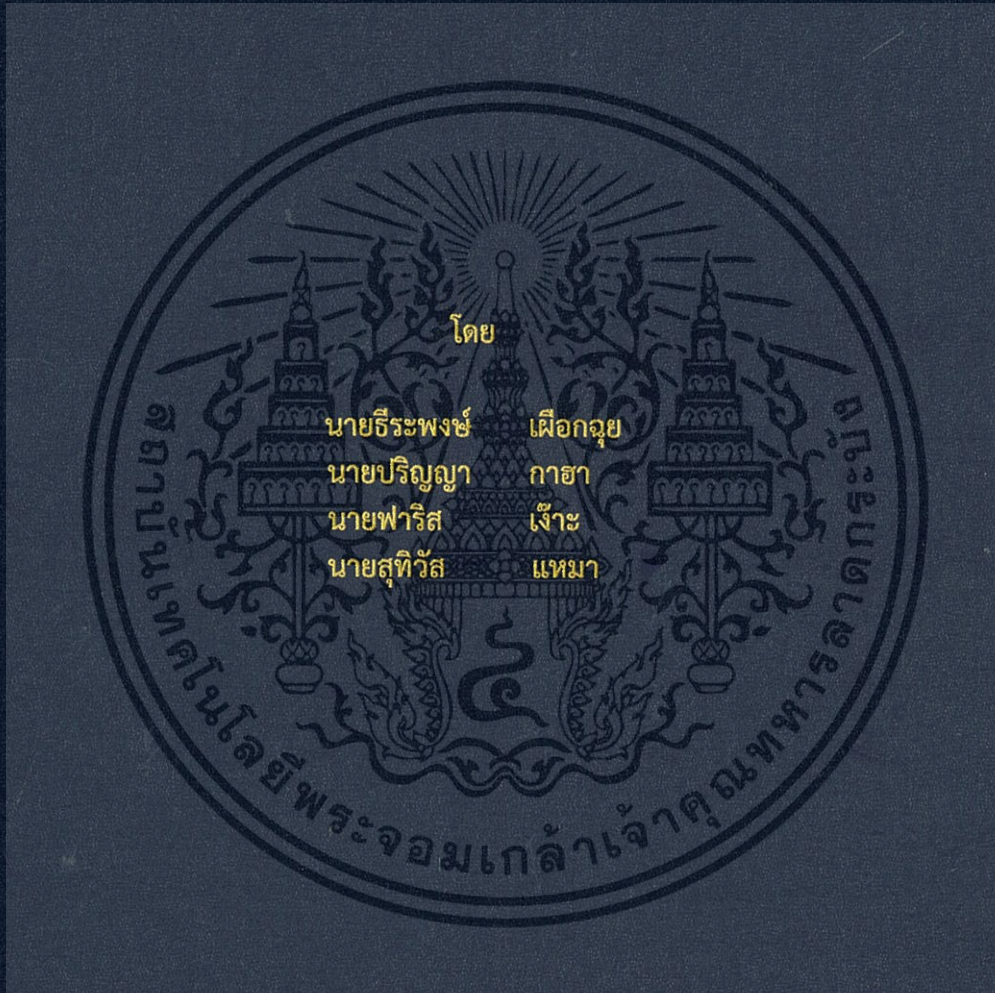 โดย
นายธีระพงษ์ เผือกฉุย
นายปริญญา กาฮา
นายฟาริส เง๊าะ
นายสุทิวัส แหมา
สถาบันเทคโนโลยีพระจอมเกล้าเจ้าคุณทหารลาดกระบัง
๔